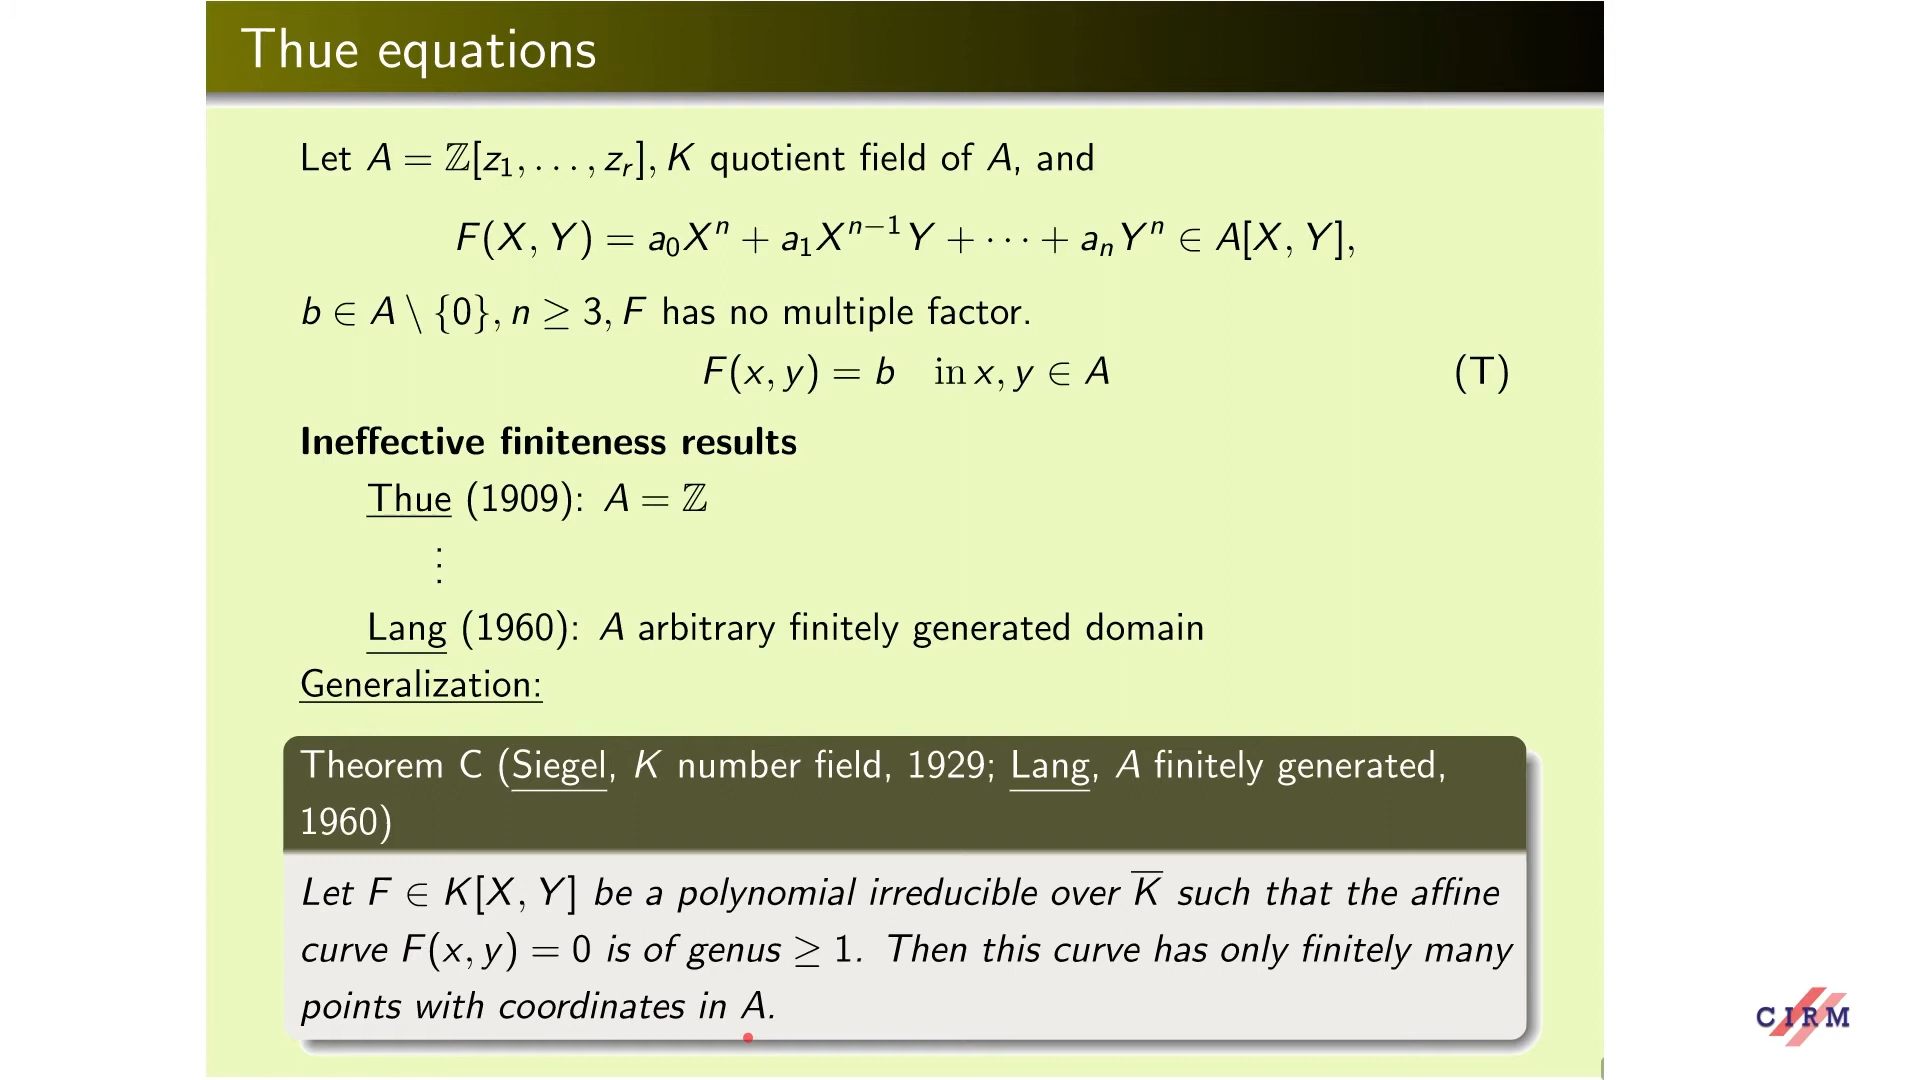 Thue equations
Let A = ℤ[z₁, . . . , zᵣ], K quotient field of A, and
F(X, Y) = a₀Xⁿ + a₁Xⁿ⁻¹Y + · · · + aₙYⁿ ∈ A[X, Y],
b ∈ A \ {0}, n ≥ 3, F has no multiple factor.
F(x, y) = b in x, y ∈ A (T)
Ineffective finiteness results
Thue (1909): A = ℤ
⋮
Lang (1960): A arbitrary finitely generated domain
Generalization:
Theorem C (Siegel, K number field, 1929; Lang, A finitely generated,
1960)
Let F ∈ K[X, Y] be a polynomial irreducible over K̅ such that the affine
curve F(x, y) = 0 is of genus ≥ 1. Then this curve has only finitely many
points with coordinates in A.
CIRM